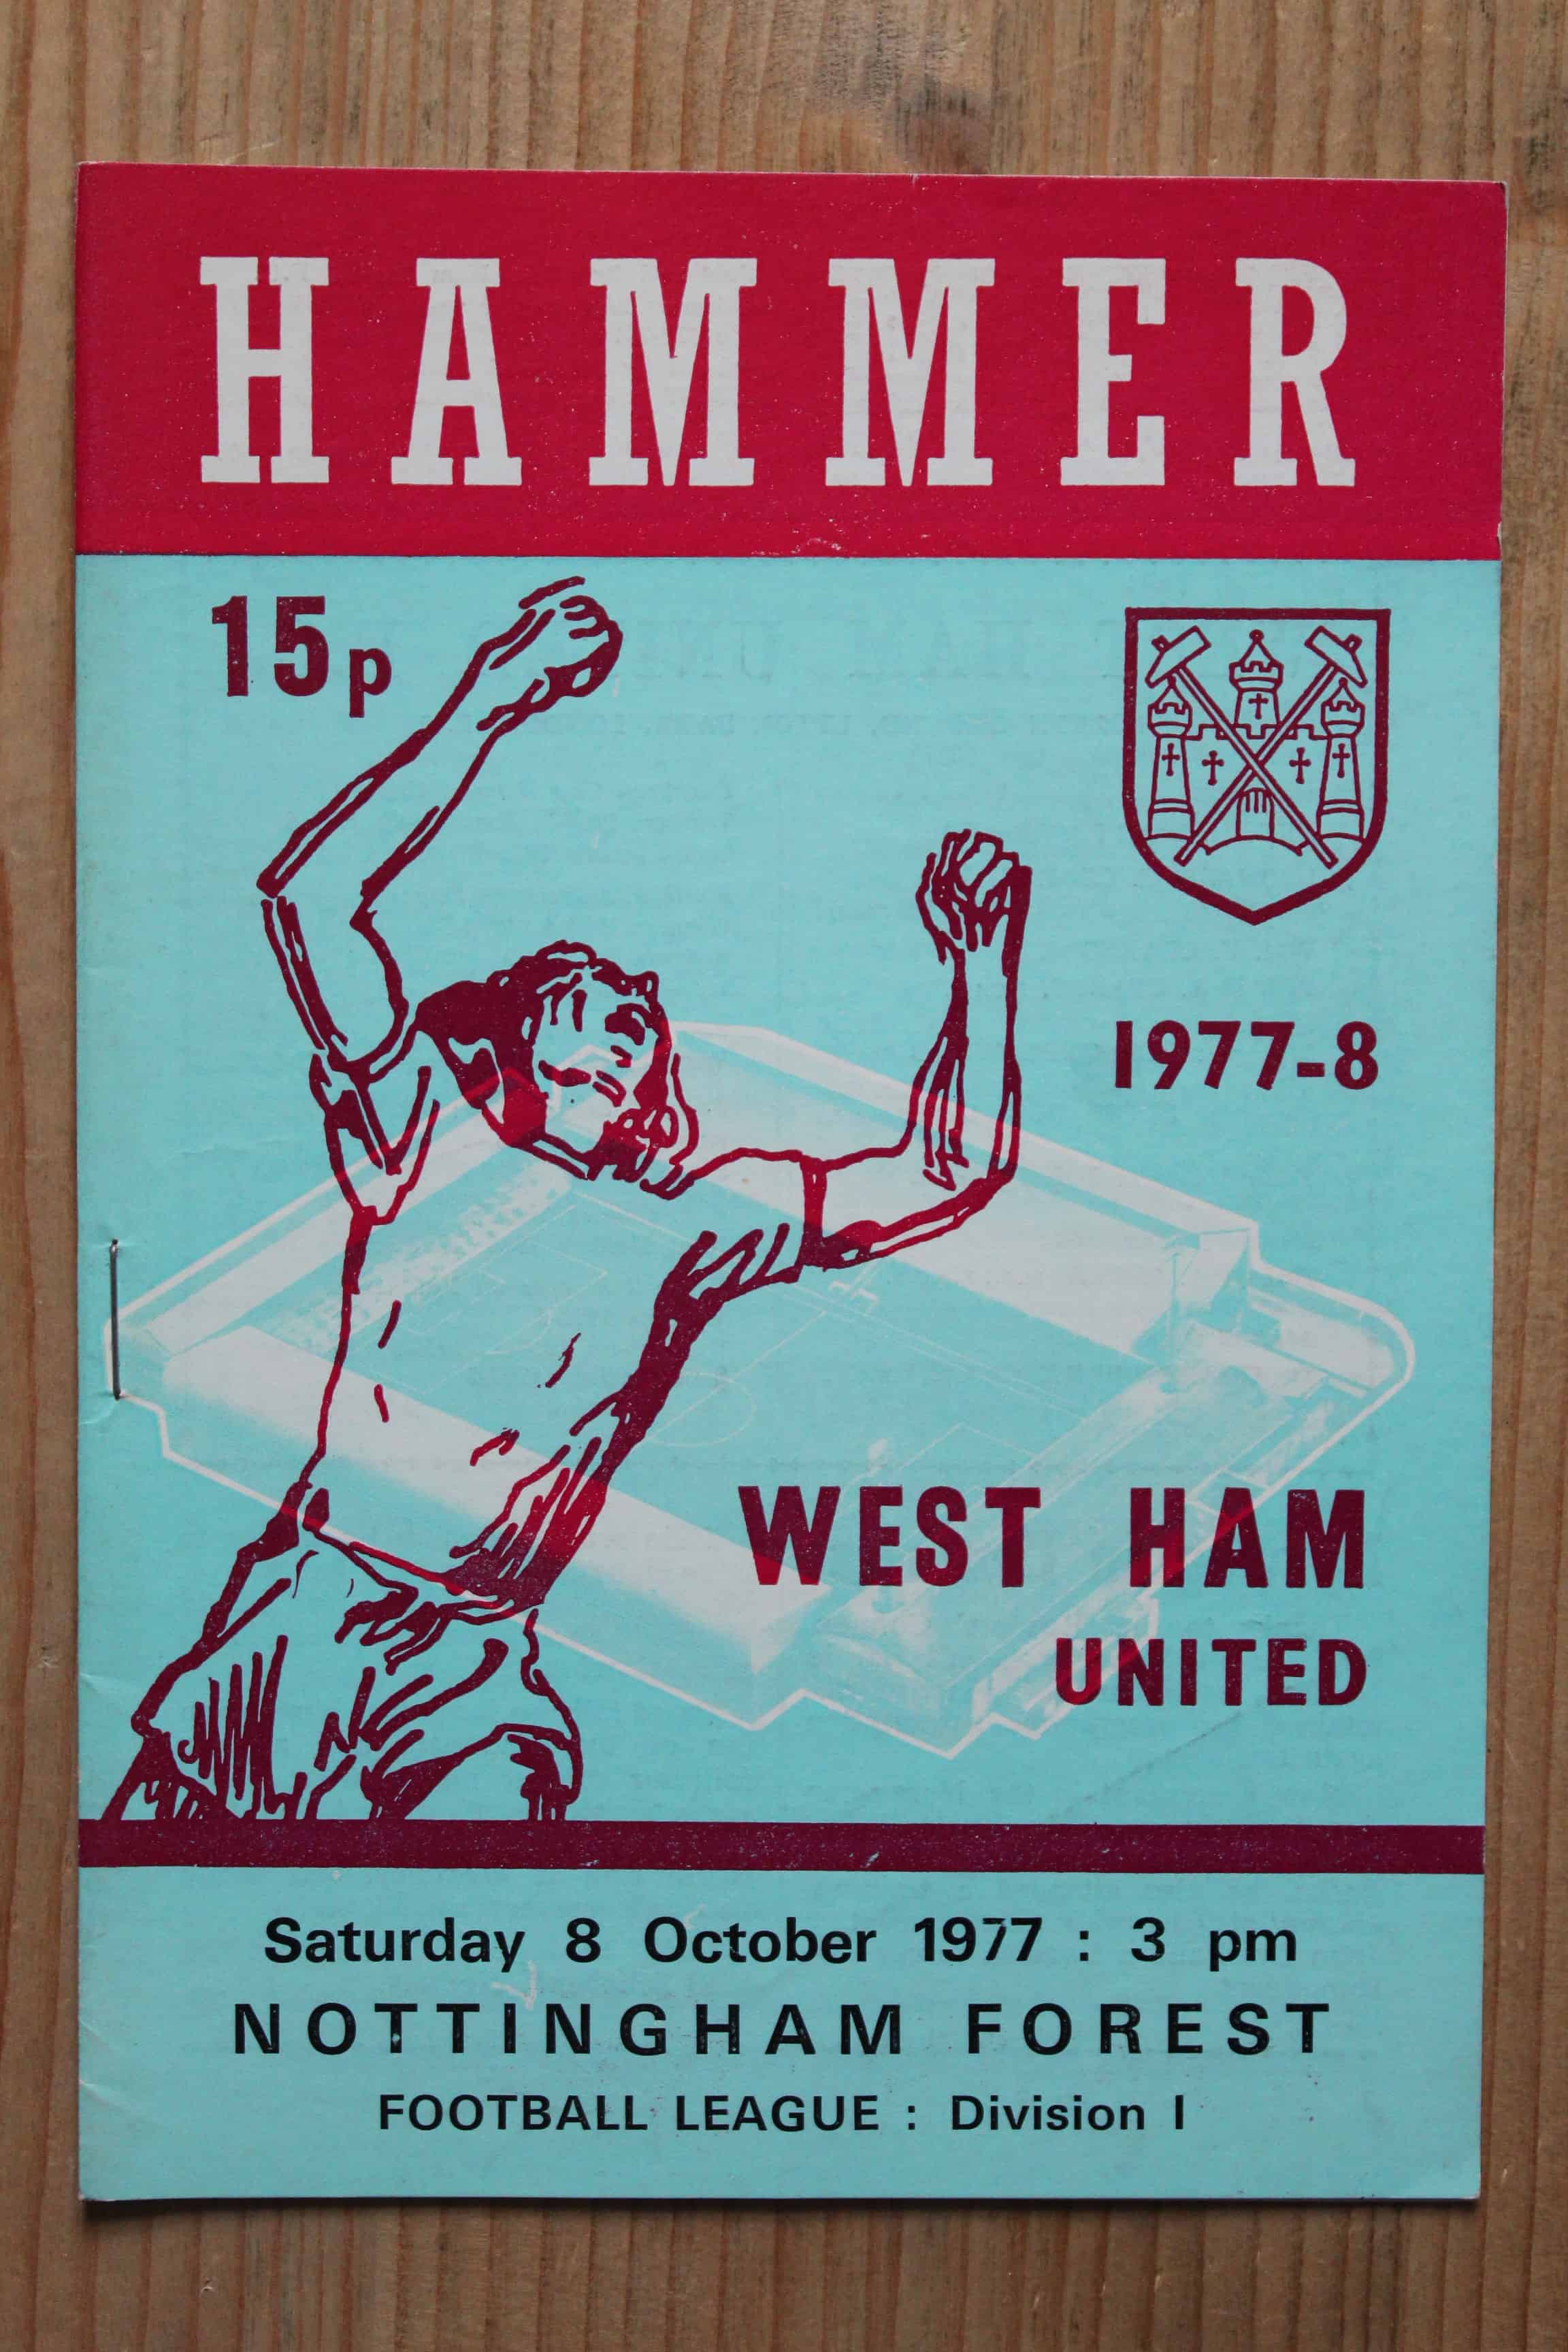 HAMMER
15p
1977-8
WEST HAM
UNITED
Saturday 8 October 1977 : 3 pm
NOTTINGHAM FOREST
FOOTBALL LEAGUE : Division I